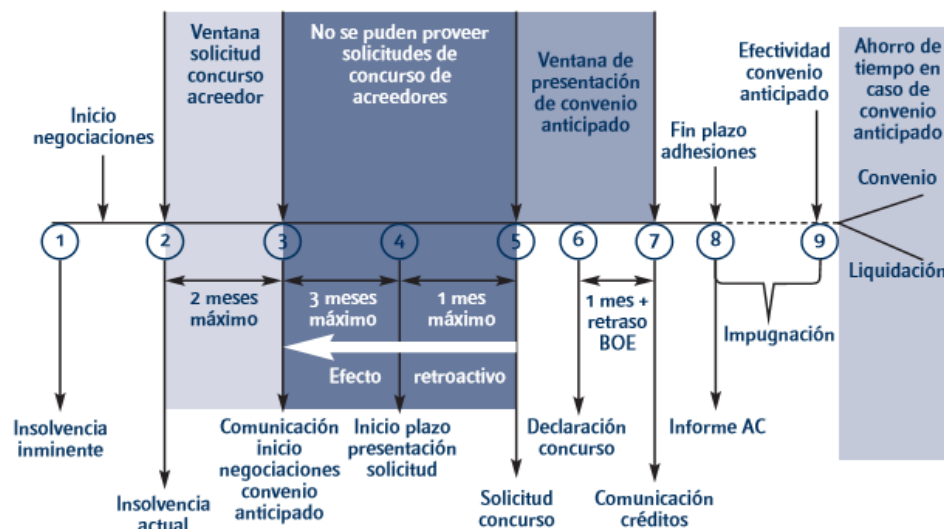 Ventana
solicitud
concurso
acreedor
No se puden proveer
solicitudes de
concurso de
acreedores
Ventana de
presentación
de convenio
anticipado
Efectividad
convenio
anticipado
Ahorro de
tiempo en
caso de
convenio
anticipado
Inicio
negociaciones
Fin plazo
adhesiones
Convenio
Liquidación
1
2
3
4
5
6
7
8
9
2 meses
máximo
3 meses
máximo
1 mes
máximo
1 mes +
retraso
BOE
Impugnación
Efecto retroactivo
Insolvencia
inminente
Insolvencia
actual
Comunicación
inicio
negociaciones
convenio
anticipado
Inicio plazo
presentación
solicitud
Solicitud
concurso
Declaración
concurso
Comunicación
créditos
Informe AC